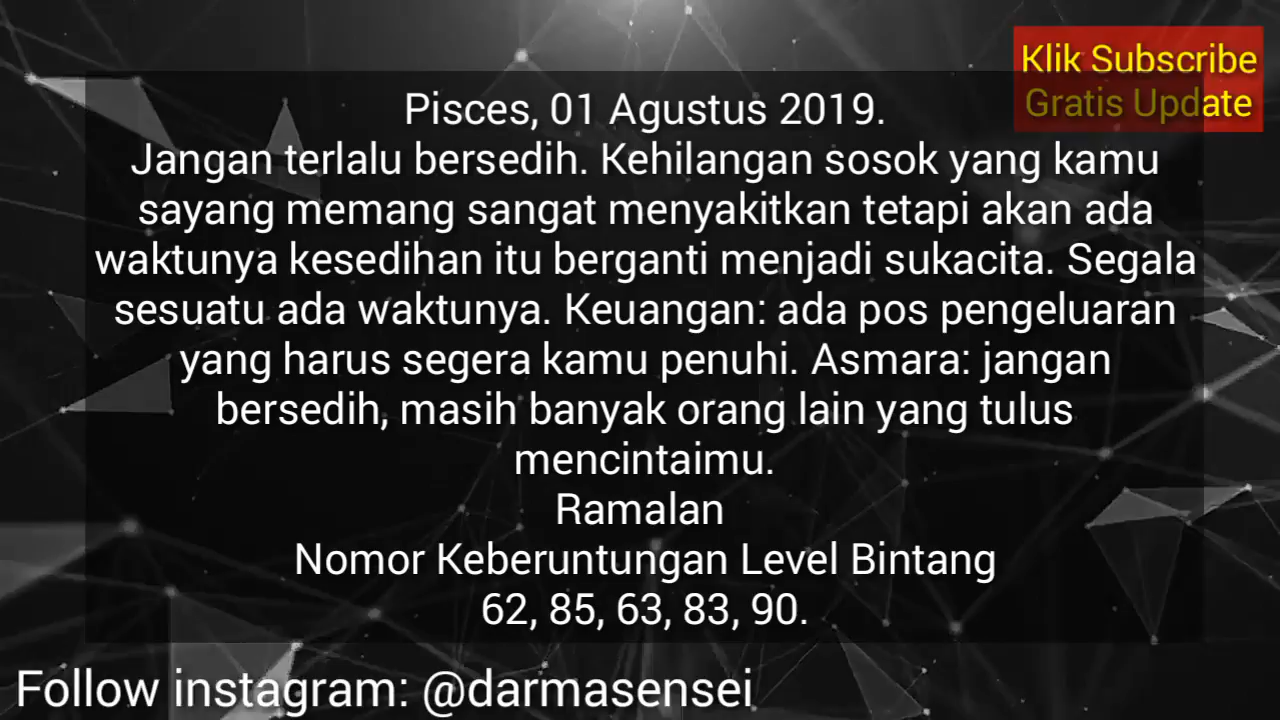 Klik Subscribe
Gratis Update
Pisces, 01 Agustus 2019.
Jangan terlalu bersedih. Kehilangan sosok yang kamu
sayang memang sangat menyakitkan tetapi akan ada
waktunya kesedihan itu berganti menjadi sukacita. Segala
sesuatu ada waktunya. Keuangan: ada pos pengeluaran
yang harus segera kamu penuhi. Asmara: jangan
bersedih, masih banyak orang lain yang tulus
mencintaimu.
Ramalan
Nomor Keberuntungan Level Bintang
62, 85, 63, 83, 90.
Follow instagram: @darmasensei